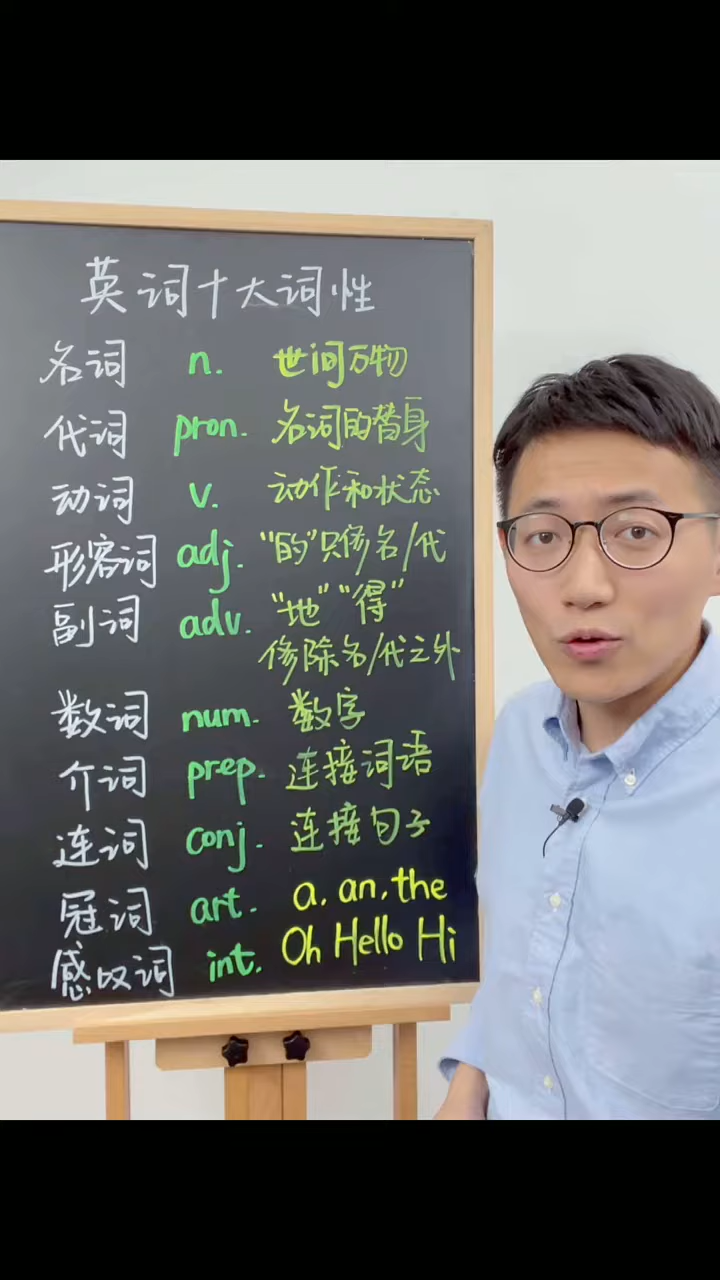 英词十大词性
名词 n. 世间万物
代词 pron. 名词的替身
动词 v. 动作和状态
形容词 adj. "的"只修名/代
副词 adv. "地" "得"
修除名/代之外
数词 num. 数字
介词 prep. 连接词语
连词 conj. 连接句子
冠词 art. a, an, the
感叹词 int. Oh Hello Hi